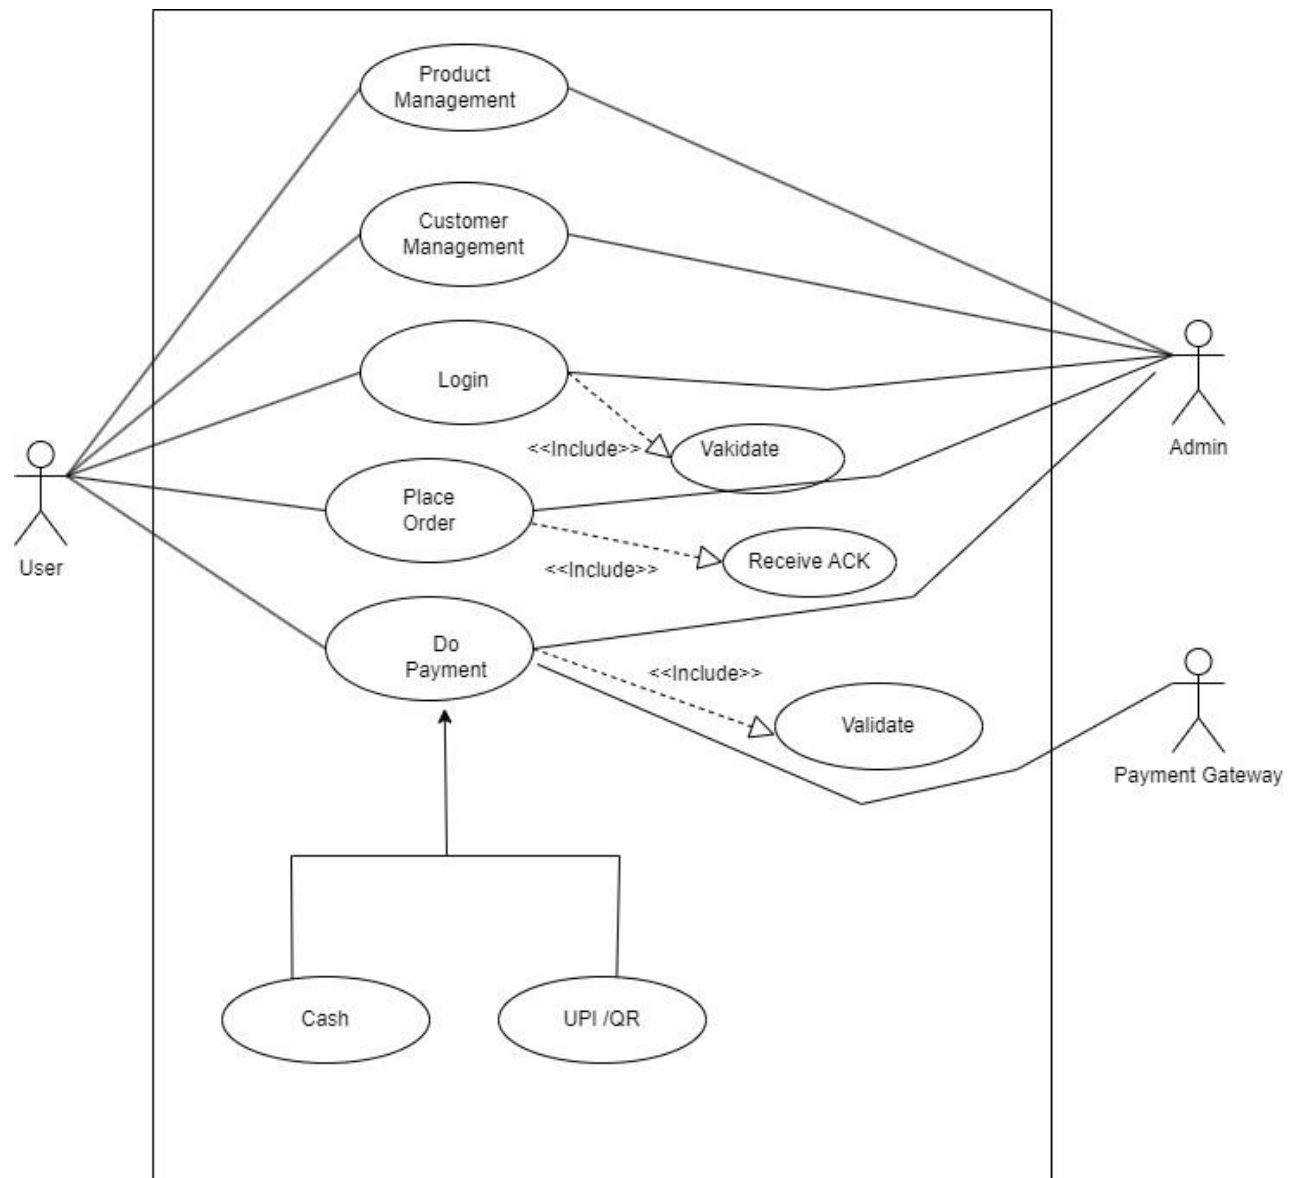 Product
Management
Customer
Management
Login
<<Include>>
Vakidate
Admin
Place
Order
User
<<Include>>
Receive ACK
Do
Payment
<<Include>>
Validate
Payment Gateway
Cash
UPI /QR